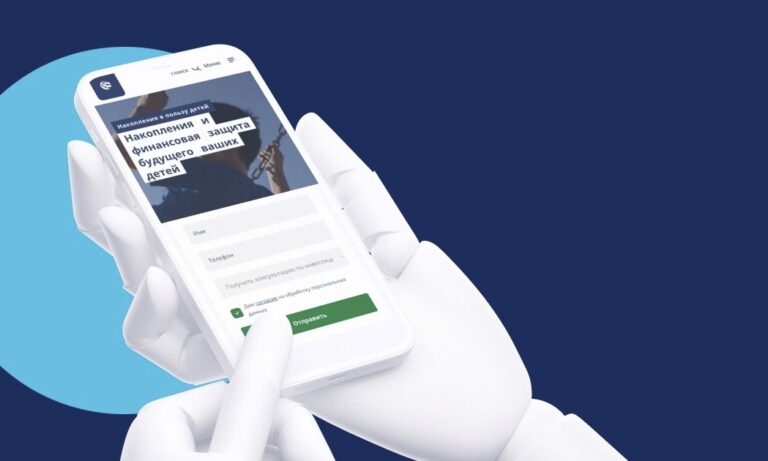 Поиск Меню
Накопления в пользу детей
Накопления и
финансовая защита
будущего ваших
детей
Имя
Телефон
Получить консультацию по инвестици
Даю согласие на обработку персональных
данных
Отправить